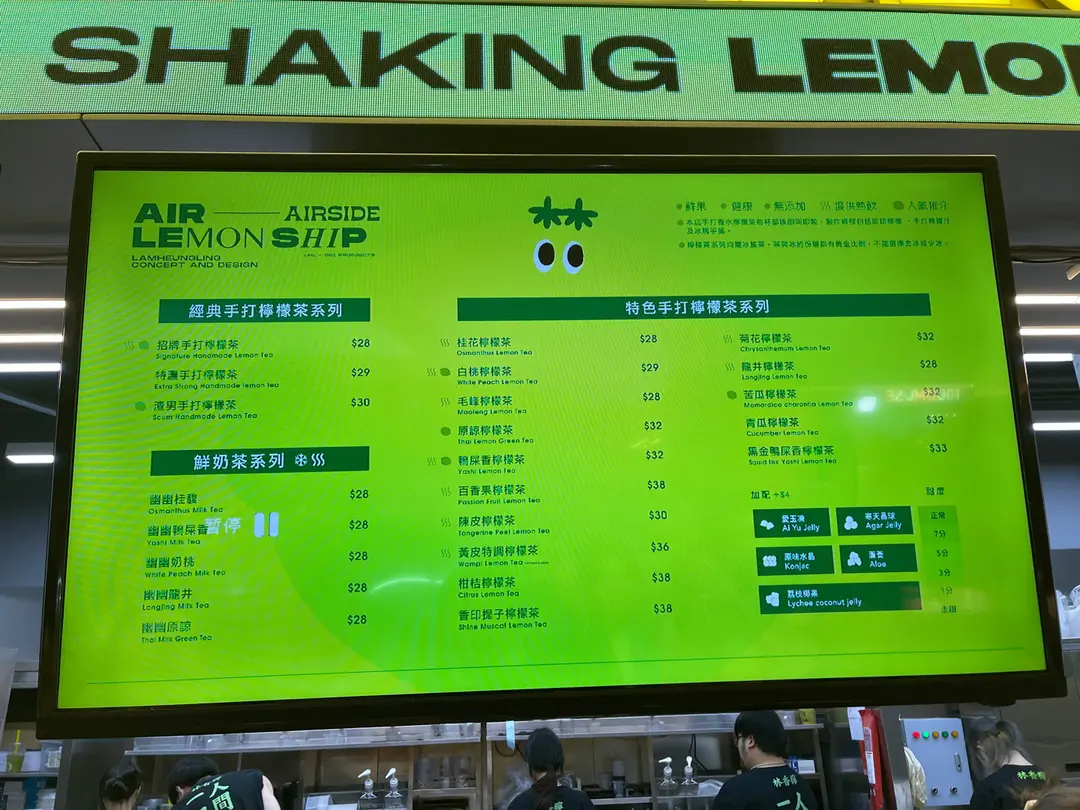 SHAKING LEMO
AIR AIRSIDE
LEMON SHIP
LAMHEUNGLING
CONCEPT AND DESIGN
鮮果 健康 無添加 提供熱飲 人氣推介
經典手打檸檬茶系列
招牌手打檸檬茶 $28
Signature Handmade Lemon Tea
特濃手打檸檬茶 $29
Extra Strong Handmade lemon tea
渣男手打檸檬茶 $30
Scum Handmade Lemon Tea
鮮奶茶系列
幽幽桂馥 $28
Osmanthus Milk Tea
幽幽鴨屎香 $28
Yashi Milk Tea
暫停
幽幽奶桃 $28
White Peach Milk Tea
幽幽龍井 $28
Longjing Milk Tea
幽幽原諒 $28
Thai Milk Green Tea
特色手打檸檬茶系列
桂花檸檬茶 $28
Osmanthus Lemon Tea
白桃檸檬茶 $29
White Peach Lemon Tea
毛峰檸檬茶 $28
Maofeng Lemon Tea
原諒檸檬茶 $32
Thai Lemon Green Tea
鴨屎香檸檬茶 $32
Yashi Lemon Tea
百香果檸檬茶 $38
Passion Fruit Lemon Tea
陳皮檸檬茶 $30
Tangerine Peel Lemon Tea
黃皮特調檸檬茶 $36
Wampi Lemon Tea
柑桔檸檬茶 $38
Citrus Lemon Tea
香印提子檸檬茶 $38
Shine Muscat Lemon Tea
菊花檸檬茶 $32
Chrysanthemum Lemon Tea
龍井檸檬茶 $28
Longjing Lemon Tea
苦瓜檸檬茶 $32
Momordica charantia Lemon Tea
青瓜檸檬茶 $32
Cucumber Lemon Tea
黑金鴨屎香檸檬茶 $33
Squid Ink Yashi Lemon Tea
加配 +$4
愛玉凍
Ai Yu Jelly
寒天晶球
Agar Jelly
原味水晶
Konjac
蘆薈
Aloe
荔枝椰果
Lychee coconut jelly
甜度
正常
7分
5分
3分
1分
走甜
二人
間
林香檸
二人